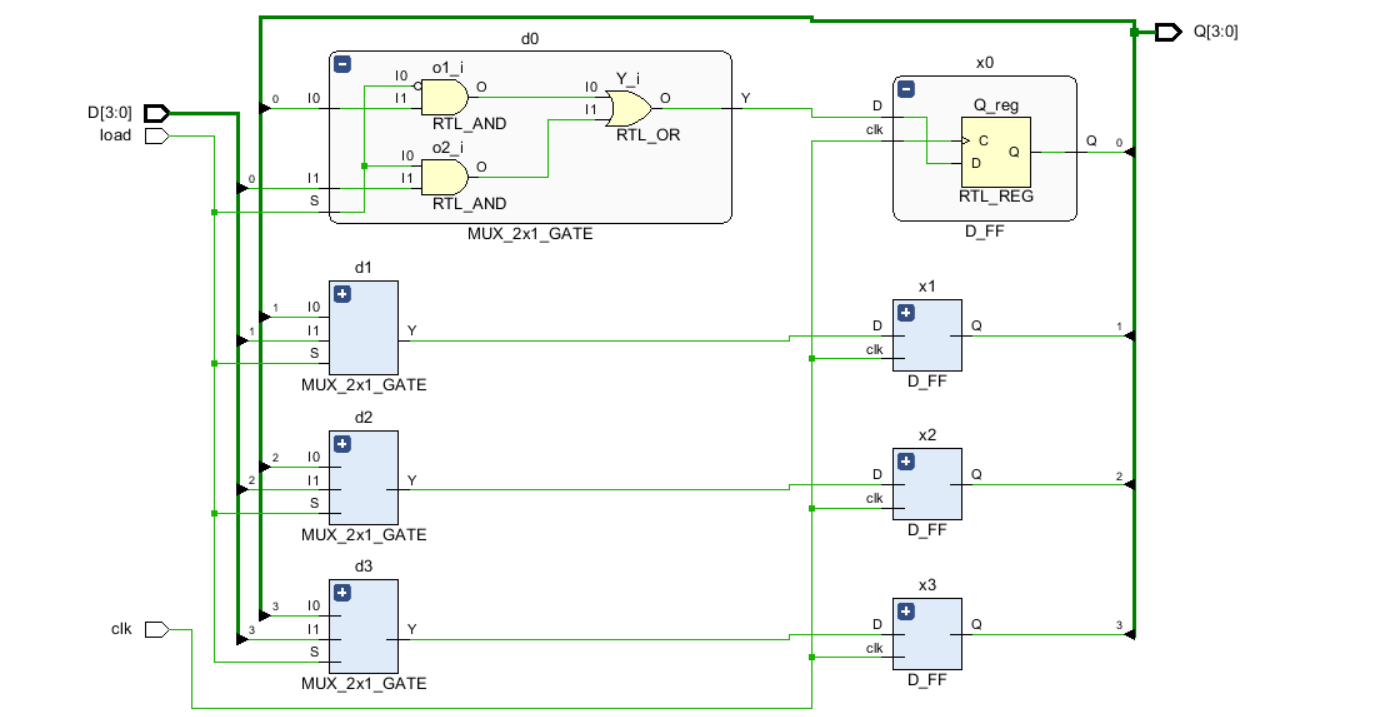 d0
Q[3:0]
x0
o1_i
I0
O
I1
RTL_AND
Y_i
I0
O
I1
RTL_OR
Y
0
I0
D[3:0]
load
o2_i
I0
O
I1
RTL_AND
0
I1
S
MUX_2x1_GATE
D
clk
Q_reg
C
D
Q
RTL_REG
Q
0
D_FF
d1
1
I0
1
I1
S
Y
MUX_2x1_GATE
x1
D
clk
Q
1
D_FF
d2
2
I0
2
I1
S
Y
MUX_2x1_GATE
x2
D
clk
Q
2
D_FF
d3
3
I0
3
I1
S
Y
MUX_2x1_GATE
clk
x3
D
clk
Q
3
D_FF